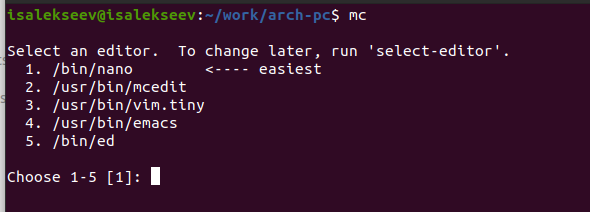 isalekseev@isalekseev:~/work/arch-pc$ mc
Select an editor.  To change later, run 'select-editor'.
  1. /bin/nano        <---- easiest
  2. /usr/bin/mcedit
  3. /usr/bin/vim.tiny
  4. /usr/bin/emacs
  5. /bin/ed
Choose 1-5 [1]: